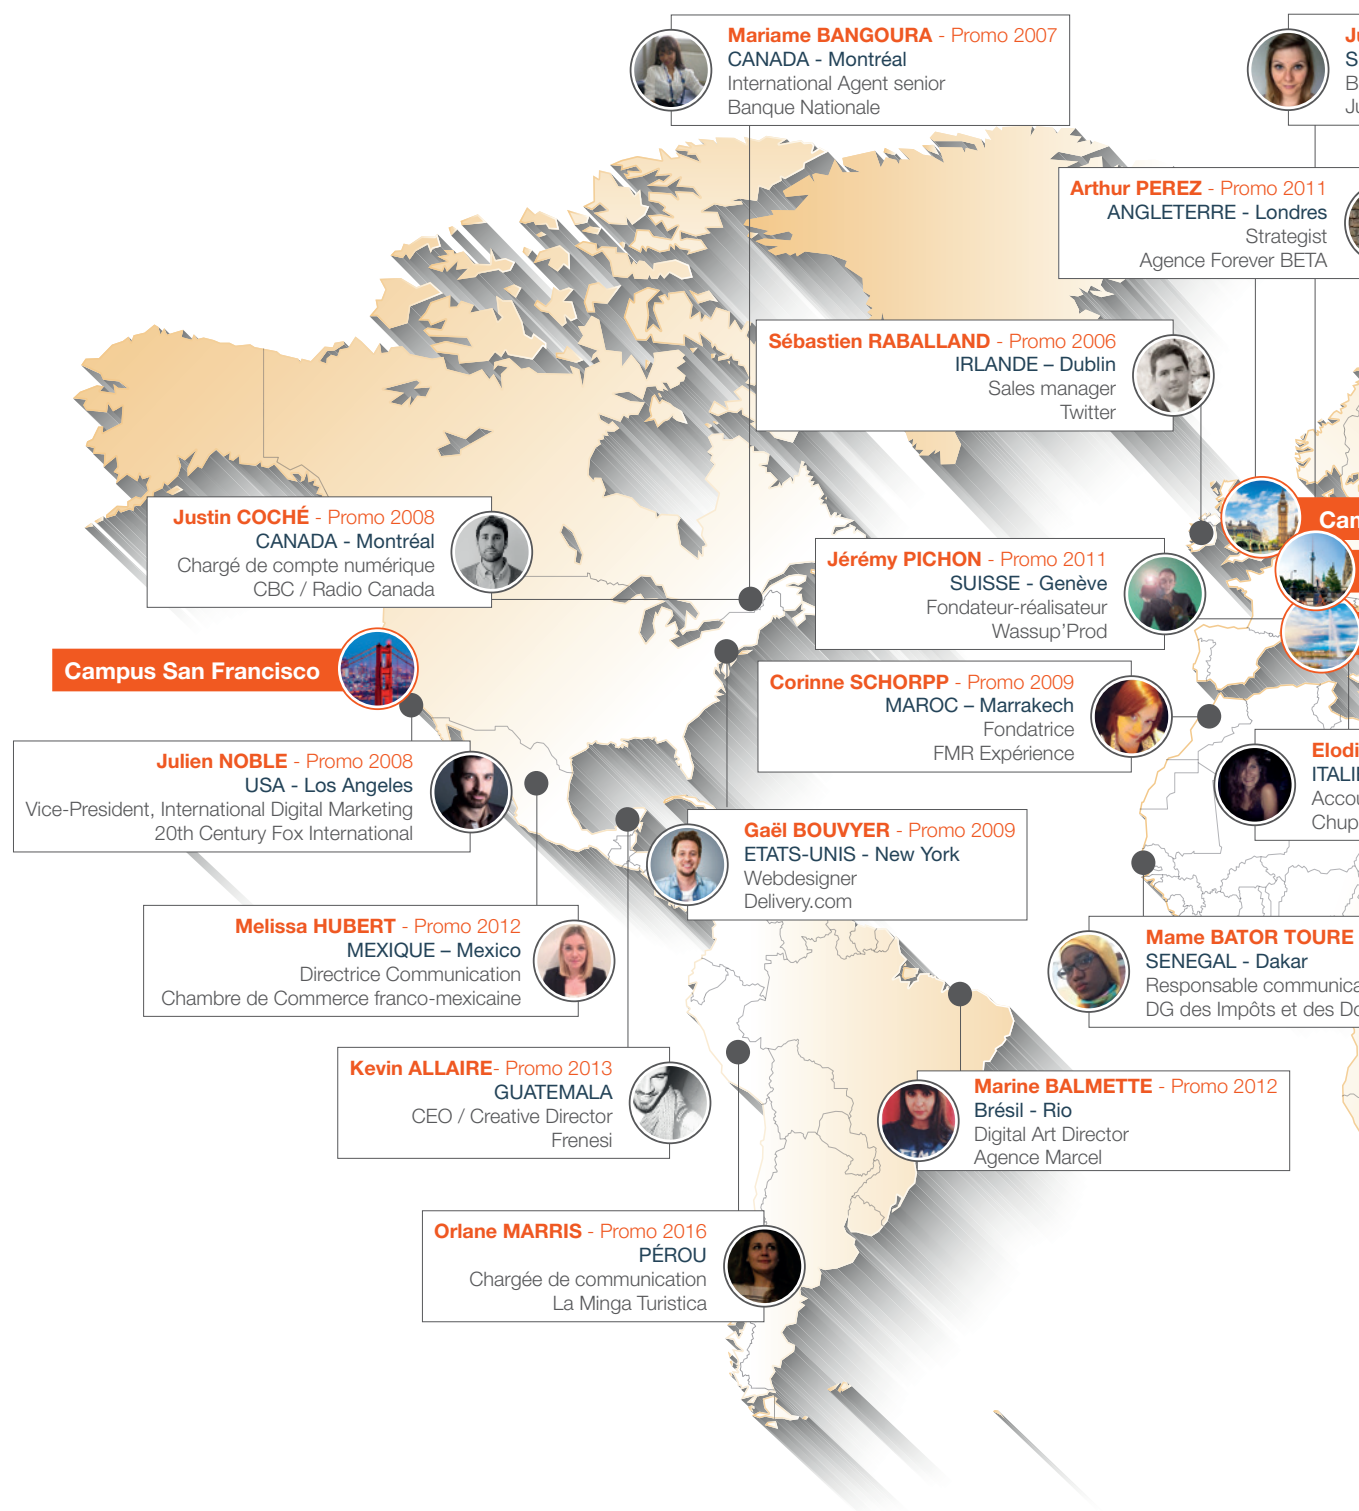 Mariame BANGOURA - Promo 2007
CANADA - Montréal
International Agent senior
Banque Nationale
Arthur PEREZ - Promo 2011
ANGLETERRE - Londres
Strategist
Agence Forever BETA
Sébastien RABALLAND - Promo 2006
IRLANDE – Dublin
Sales manager
Twitter
Justin COCHÉ - Promo 2008
CANADA - Montréal
Chargé de compte numérique
CBC / Radio Canada
Jérémy PICHON - Promo 2011
SUISSE - Genève
Fondateur-réalisateur
Wassup'Prod
Campus San Francisco
Corinne SCHORPP - Promo 2009
MAROC – Marrakech
Fondatrice
FMR Expérience
Julien NOBLE - Promo 2008
USA - Los Angeles
Vice-President, International Digital Marketing
20th Century Fox International
Gaël BOUVYER - Promo 2009
ETATS-UNIS - New York
Webdesigner
Delivery.com
Melissa HUBERT - Promo 2012
MEXIQUE – Mexico
Directrice Communication
Chambre de Commerce franco-mexicaine
Mame BATOR TOURE
SENEGAL - Dakar
Responsable
DG des Impôts et des
Kevin ALLAIRE- Promo 2013
GUATEMALA
CEO / Creative Director
Frenesi
Marine BALMETTE - Promo 2012
Brésil - Rio
Digital Art Director
Agence Marcel
Orlane MARRIS - Promo 2016
PÉROU
Chargée de communication
La Minga Turistica